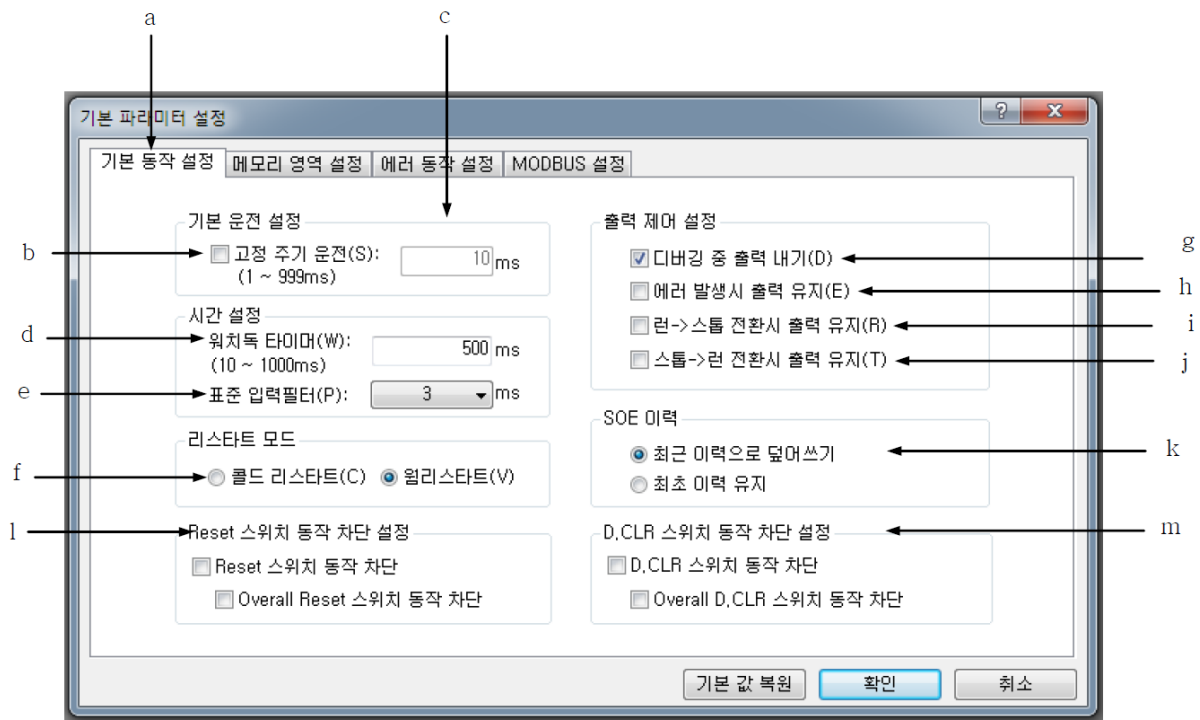 a
c
기본 파라미터 설정
기본 동작 설정
메모리 영역 설정
에러 동작 설정
MODBUS 설정
기본 운전 설정
b
고정 주기 운전(S):
10 ms
(1 ~ 999ms)
시간 설정
d
워치독 타이머(W):
500 ms
(10 ~ 1000ms)
e
표준 입력필터(P):
3
ms
리스타트 모드
f
콜드 리스타트(C)
웜리스타트(V)
l
Reset 스위치 동작 차단 설정
Reset 스위치 동작 차단
Overall Reset 스위치 동작 차단
출력 제어 설정
디버깅 중 출력 내기(D)
g
에러 발생시 출력 유지(E)
h
런->스톱 전환시 출력 유지(R)
i
스톱->런 전환시 출력 유지(T)
j
SOE 이력
최근 이력으로 덮어쓰기
k
최초 이력 유지
D,CLR 스위치 동작 차단 설정
m
D,CLR 스위치 동작 차단
Overall D,CLR 스위치 동작 차단
기본 값 복원
확인
취소